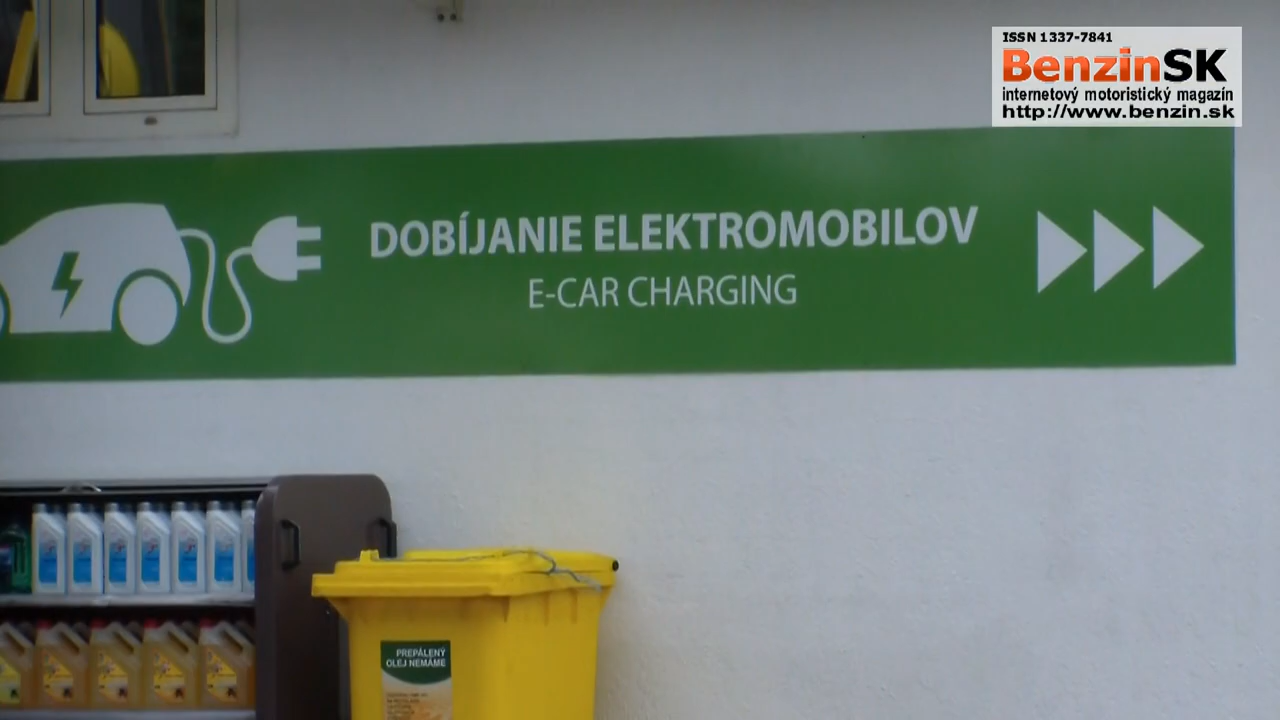 ISSN 1337-7841
BenzinSK
internetový motoristický magazín
http://www.benzin.sk
DOBÍJANIE ELEKTROMOBILOV
E-CAR CHARGING
PREPÁLENÝ
OLEJ NEMÁME